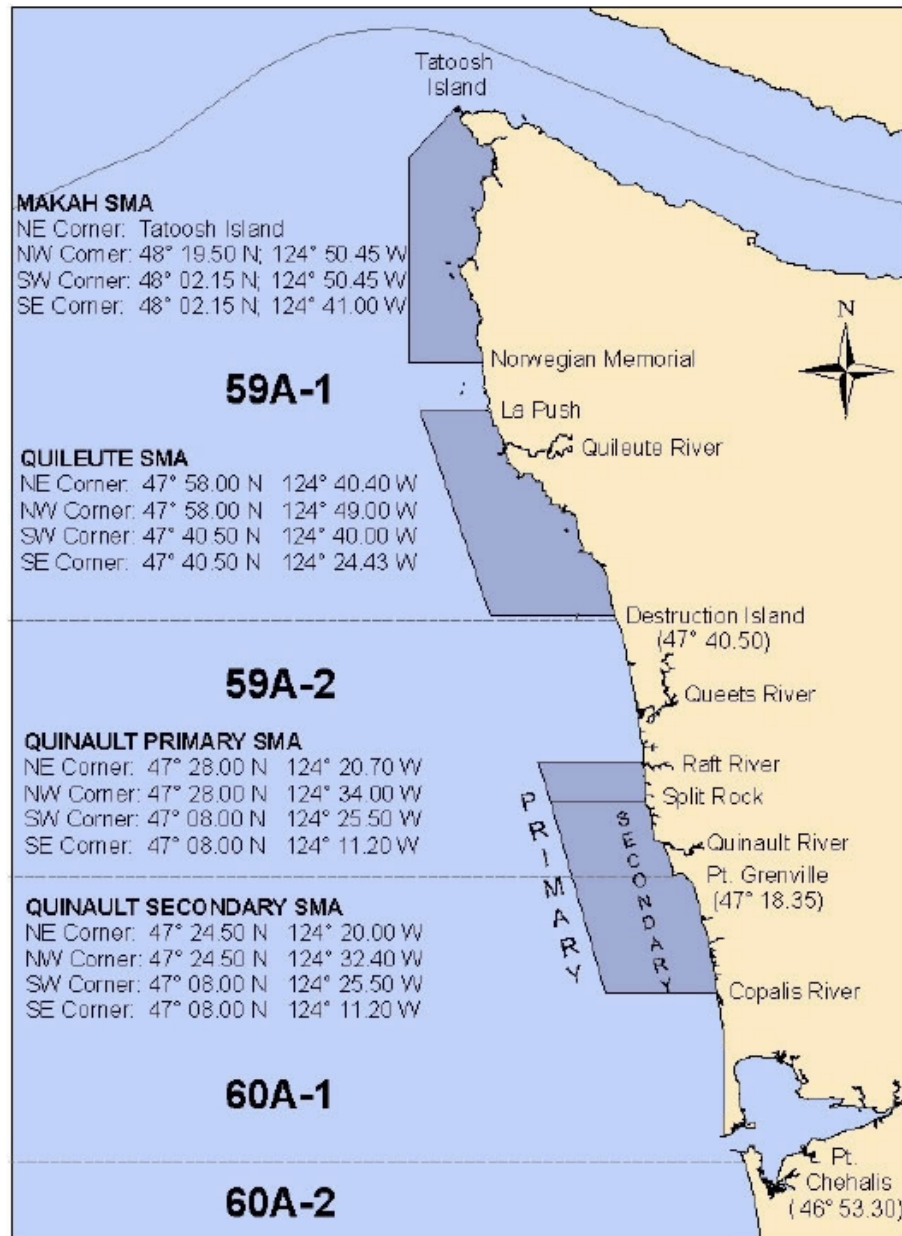 Tatoosh
Island
MAKAH SMA
NE Corner: Tatoosh Island
NW Corner: 48° 19.50 N; 124° 50.45 W
SW Corner: 48° 02.15 N; 124° 50.45 W
SE Corner: 48° 02.15 N; 124° 41.00 W
N
Norwegian Memorial
59A-1
La Push
Quileute River
QUILEUTE SMA
NE Corner: 47° 58.00 N 124° 40.40 W
NW Corner: 47° 58.00 N 124° 49.00 W
SW Corner: 47° 40.50 N 124° 40.00 W
SE Corner: 47° 40.50 N 124° 24.43 W
Destruction Island
(47° 40.50)
59A-2
Queets River
QUINAULT PRIMARY SMA
NE Corner: 47° 28.00 N 124° 20.70 W
NW Corner: 47° 28.00 N 124° 34.00 W
SW Corner: 47° 08.00 N 124° 25.50 W
SE Corner: 47° 08.00 N 124° 11.20 W
Raft River
Split Rock
PRIMARY
SECONDARY
Quinault River
Pt. Grenville
(47° 18.35)
QUINAULT SECONDARY SMA
NE Corner: 47° 24.50 N 124° 20.00 W
NW Corner: 47° 24.50 N 124° 32.40 W
SW Corner: 47° 08.00 N 124° 25.50 W
SE Corner: 47° 08.00 N 124° 11.20 W
Copalis River
60A-1
Pt.
Chehalis
(46° 53.30)
60A-2